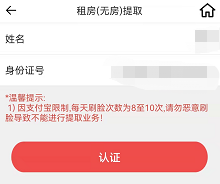 租房(无房)提取
姓名
身份证号
*温馨提示:
1) 因支付宝限制,每天刷脸次数为8至10次,请勿恶意刷
脸导致不能进行提取业务！
认证